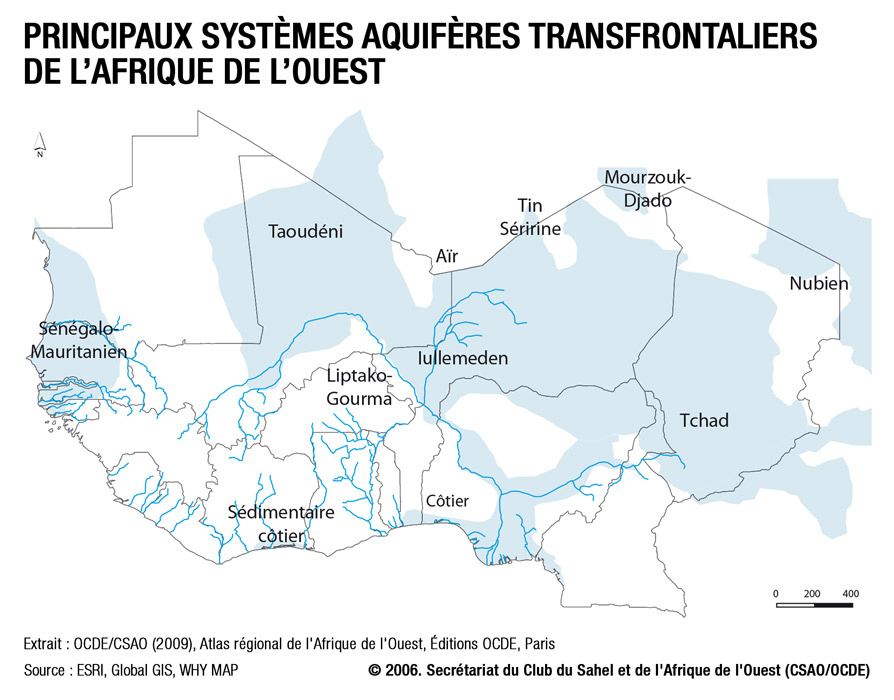 PRINCIPAUX SYSTÈMES AQUIFÈRES TRANSFRONTALIERS
DE L'AFRIQUE DE L'OUEST
N
Mourzouk-
Djado
Tin
Séririne
Taoudéni
Aïr
Nubien
Sénégalo-
Mauritanien
Iullemeden
Liptako-
Gourma
Tchad
Côtier
Sédimentaire
côtier
0 200 400
Extrait : OCDE/CSAO (2009), Atlas régional de l'Afrique de l'Ouest, Éditions OCDE, Paris
Source : ESRI, Global GIS, WHY MAP
© 2006. Secrétariat du Club du Sahel et de l'Afrique de l'Ouest (CSAO/OCDE)